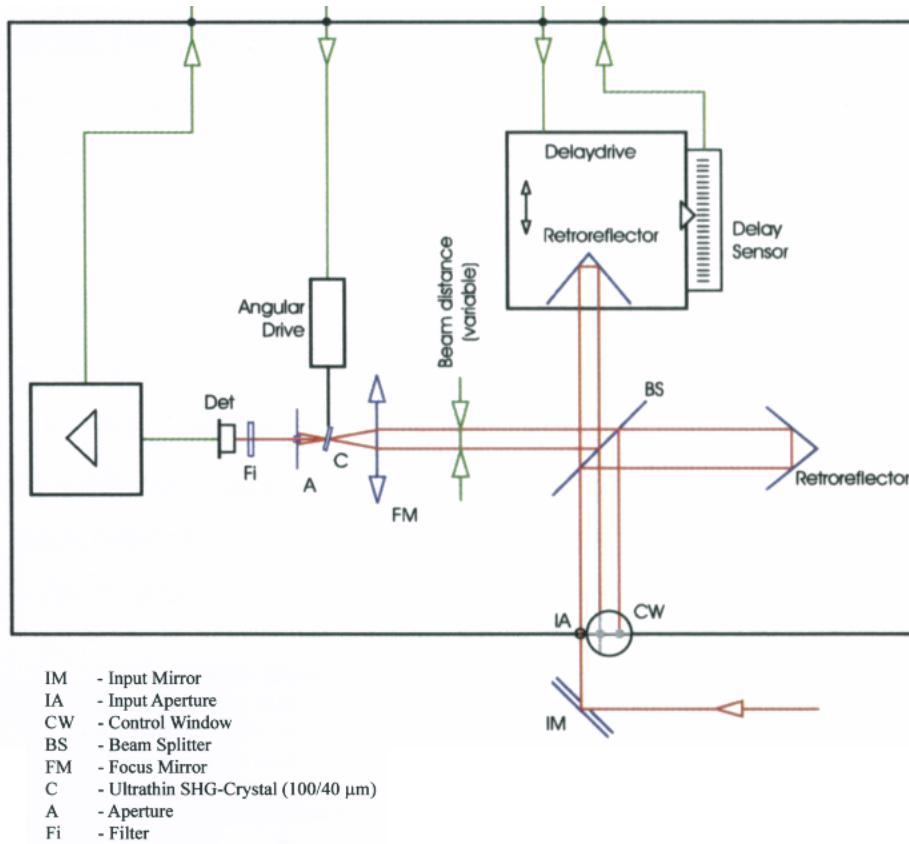 Delaydrive
Retroreflector
Delay
Sensor
Angular
Drive
Beam distance
(variable)
BS
Det
Fi
A
C
FM
Retroreflector
IA
CW
IM
IM - Input Mirror
IA - Input Aperture
CW - Control Window
BS - Beam Splitter
FM - Focus Mirror
C - Ultrathin SHG-Crystal (100/40 μm)
A - Aperture
Fi - Filter